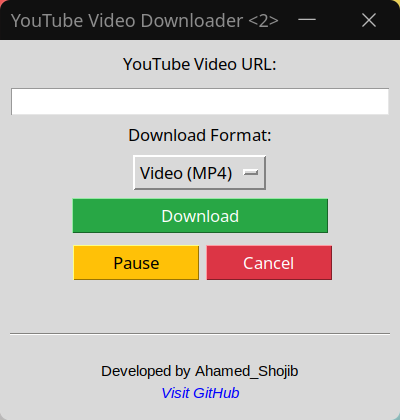 YouTube Video Downloader <2>
YouTube Video URL:
Download Format:
Video (MP4)
Download
Pause Cancel
Developed by Ahamed_Shojib
Visit GitHub